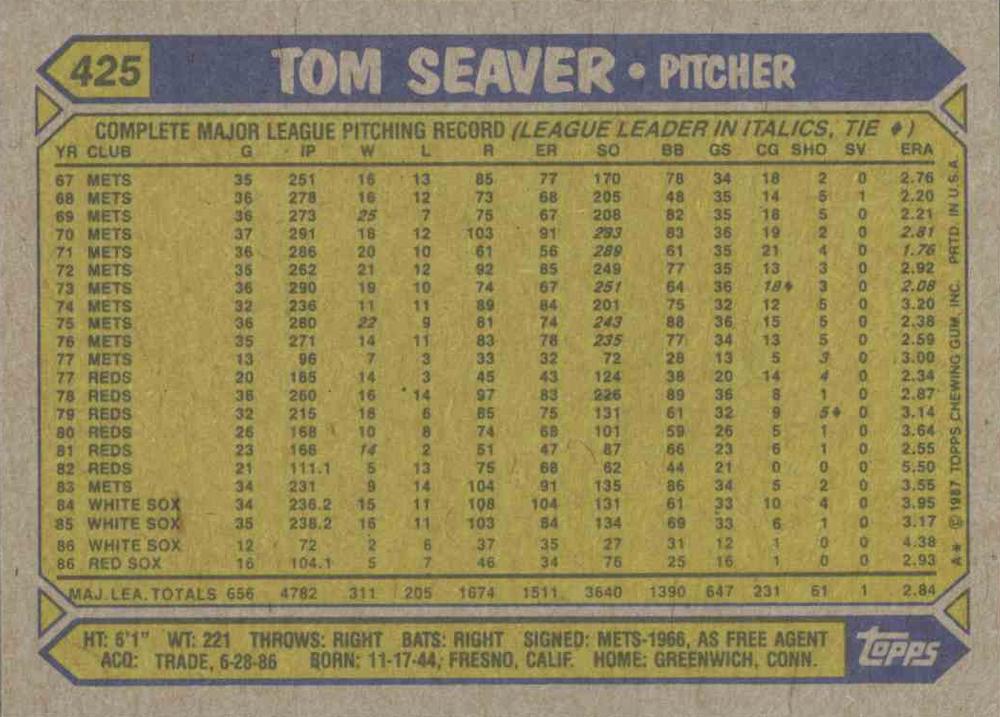 425 TOM SEAVER • PITCHER
COMPLETE MAJOR LEAGUE PITCHING RECORD (LEAGUE LEADER IN ITALICS, TIE ♦)
YR CLUB G IP W L R ER SO BB GS CG SHO SV ERA
67 METS 35 251 16 13 85 77 170 78 34 18 2 0 2.76
68 METS 36 278 16 12 73 68 205 48 35 14 5 1 2.20
69 METS 36 273 25 7 75 67 208 82 35 18 5 0 2.21
70 METS 37 291 18 12 103 91 283 83 36 19 2 0 2.81
71 METS 36 286 20 10 61 56 289 61 35 21 4 0 1.76
72 METS 35 262 21 12 92 85 249 77 35 13 3 0 2.92
73 METS 36 290 19 10 74 67 251 64 36 18♦ 3 0 2.08
74 METS 32 236 11 11 89 84 201 75 32 12 5 0 3.20
75 METS 36 280 22 9 81 74 243 88 36 15 5 0 2.38
76 METS 35 271 14 11 83 78 235 77 34 13 5 0 2.59
77 METS 13 96 7 3 33 32 72 28 13 5 3 0 3.00
77 REDS 20 165 14 3 45 43 124 38 20 14 4 0 2.34
78 REDS 36 260 16 14 97 83 226 89 36 8 1 0 2.87
79 REDS 32 215 16 6 85 75 131 61 32 9 5♦ 0 3.14
80 REDS 26 168 10 8 74 68 101 59 26 5 1 0 3.64
81 REDS 23 166 14 2 51 47 87 66 23 6 1 0 2.55
82 REDS 21 111.1 5 13 75 68 62 44 21 0 0 0 5.50
83 METS 34 231 9 14 104 91 135 86 34 5 2 0 3.55
84 WHITE SOX 34 236.2 15 11 108 104 131 61 33 10 4 0 3.95
85 WHITE SOX 35 238.2 16 11 103 84 134 69 33 6 1 0 3.17
86 WHITE SOX 12 72 2 6 37 35 27 31 12 1 0 0 4.38
86 RED SOX 16 104.1 5 7 46 34 76 25 16 1 0 0 2.93
MAJ. LEA. TOTALS 656 4782 311 205 1674 1511 3640 1390 647 231 61 1 2.84
A✱ © 1987 TOPPS CHEWING GUM, INC. PRTD. IN U.S.A.
HT: 6'1" WT: 221 THROWS: RIGHT BATS: RIGHT SIGNED: METS-1966, AS FREE AGENT
ACQ: TRADE, 6-28-86 BORN: 11-17-44, FRESNO, CALIF. HOME: GREENWICH, CONN.
TOPPS